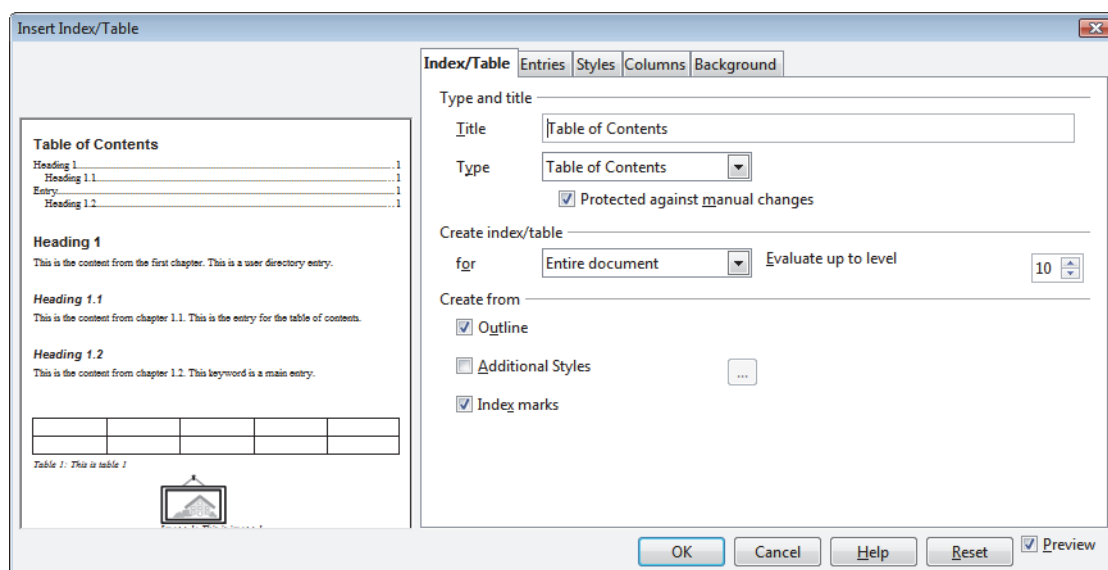 Insert Index/Table
Index/Table Entries Styles Columns Background
Type and title
Title Table of Contents
Type Table of Contents
Protected against manual changes
Create index/table
for Entire document Evaluate up to level 10
Create from
Outline
Additional Styles ...
Index marks
Table of Contents
Heading 1 1
Heading 1.1 1
Entry 1
Heading 1.2 1
Heading 1
This is the content from the first chapter. This is a user directory entry.
Heading 1.1
This is the content from chapter 1.1. This is the entry for the table of contents.
Heading 1.2
This is the content from chapter 1.2. This keyword is a main entry.
Table 1: This is table 1
OK Cancel Help Reset Preview